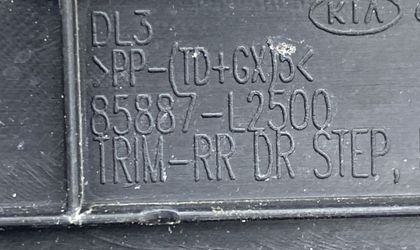 KIA
DL3
>PP-(TD+GX)5<
85887-L2500
TRIM-RR DR STEP,